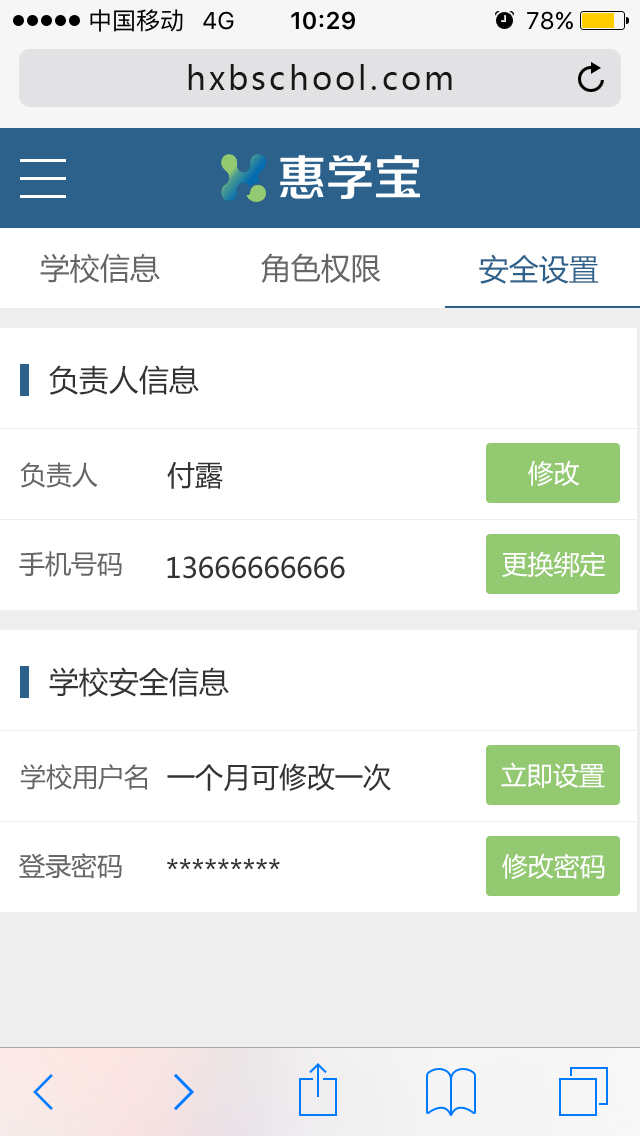 中国移动 4G 10:29 78%
hxbschool.com
惠学宝
学校信息 角色权限 安全设置
负责人信息
负责人 付露 修改
手机号码 13666666666 更换绑定
学校安全信息
学校用户名 一个月可修改一次 立即设置
登录密码 ********* 修改密码